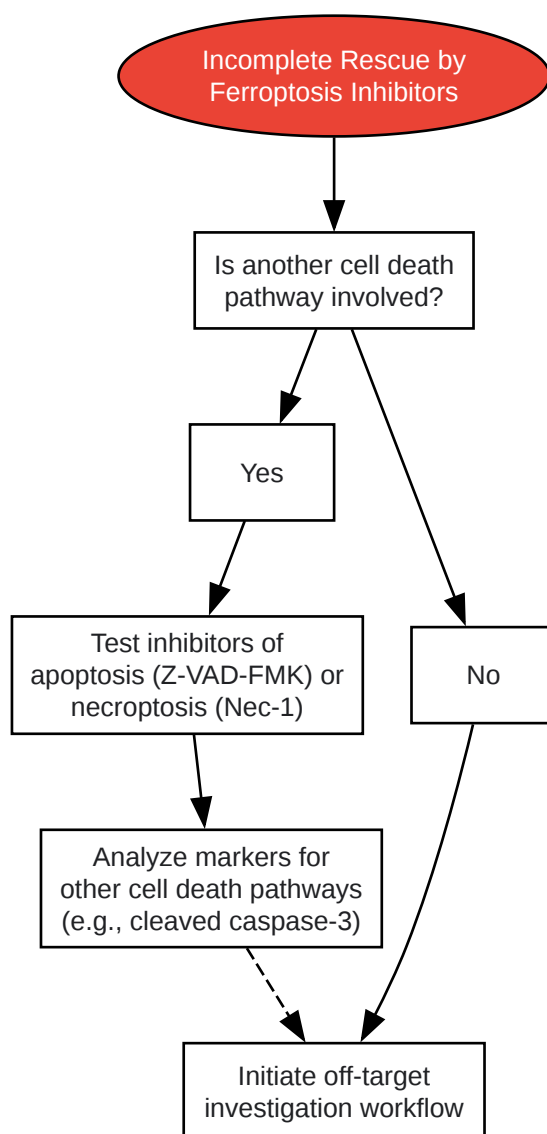 Incomplete Rescue by
Ferroptosis Inhibitors
Is another cell death
pathway involved?
Yes
Test inhibitors of
apoptosis (Z-VAD-FMK) or
necroptosis (Nec-1)
No
Analyze markers for
other cell death pathways
(e.g., cleaved caspase-3)
Initiate off-target
investigation workflow